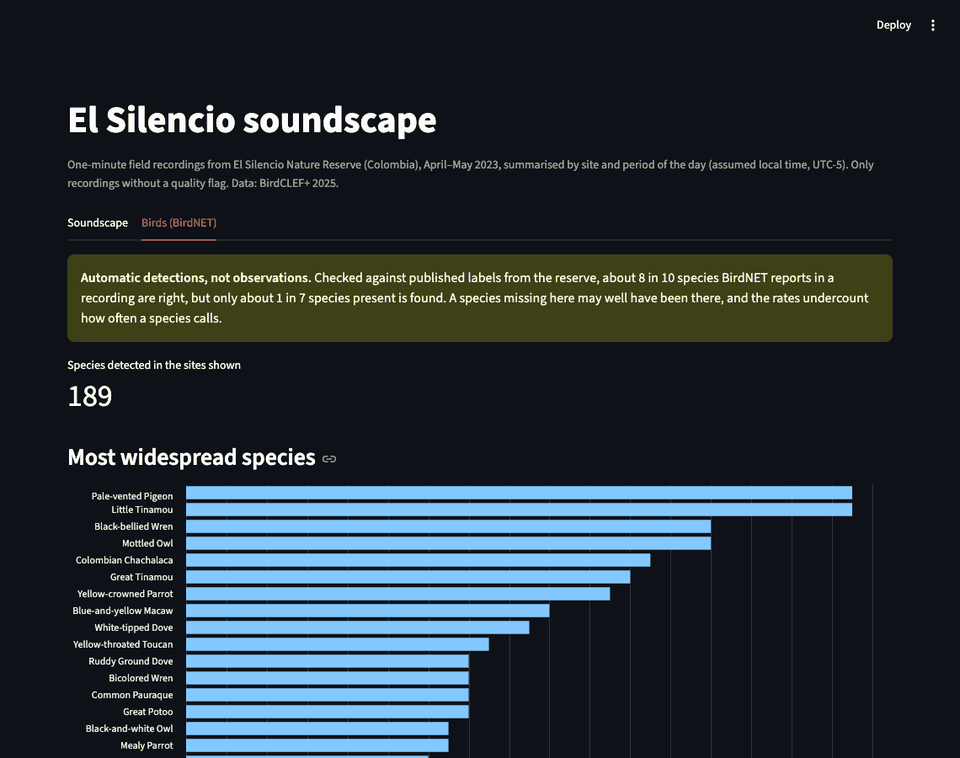 Deploy
El Silencio soundscape
One-minute field recordings from El Silencio Nature Reserve (Colombia), April–May 2023, summarised by site and period of the day (assumed local time, UTC-5). Only
recordings without a quality flag. Data: BirdCLEF+ 2025.
Soundscape Birds (BirdNET)
Automatic detections, not observations. Checked against published labels from the reserve, about 8 in 10 species BirdNET reports in a
recording are right, but only about 1 in 7 species present is found. A species missing here may well have been there, and the rates undercount
how often a species calls.
Species detected in the sites shown
189
Most widespread species
Pale-vented Pigeon
Little Tinamou
Black-bellied Wren
Mottled Owl
Colombian Chachalaca
Great Tinamou
Yellow-crowned Parrot
Blue-and-yellow Macaw
White-tipped Dove
Yellow-throated Toucan
Ruddy Ground Dove
Bicolored Wren
Common Pauraque
Great Potoo
Black-and-white Owl
Mealy Parrot